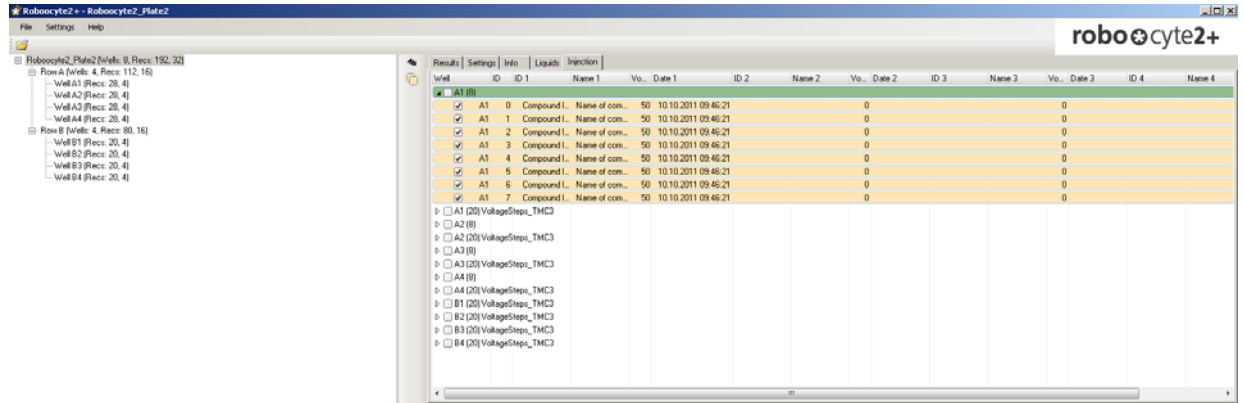 Roboocyte2+ - Roboocyte2_Plate2
File Settings Help
roboocyte2+
Roboocyte2_Plate2 (Wells: 8, Recs: 192, 32)
Row A (Wells: 4, Recs: 112, 16)
Well A1 (Recs: 28, 4)
Well A2 (Recs: 28, 4)
Well A3 (Recs: 28, 4)
Well A4 (Recs: 28, 4)
Row B (Wells: 4, Recs: 80, 16)
Well B1 (Recs: 20, 4)
Well B2 (Recs: 20, 4)
Well B3 (Recs: 20, 4)
Well B4 (Recs: 20, 4)
Results Settings Info Liquids Injection
Well ID ID 1 Name 1 Vo... Date 1 ID 2 Name 2 Vo... Date 2 ID 3 Name 3 Vo... Date 3 ID 4 Name 4
A1 (8)
A1 0 Compound I... Name of com... 50 10.10.2011 09:46:21 0 0
A1 1 Compound I... Name of com... 50 10.10.2011 09:46:21 0 0
A1 2 Compound I... Name of com... 50 10.10.2011 09:46:21 0 0
A1 3 Compound I... Name of com... 50 10.10.2011 09:46:21 0 0
A1 4 Compound I... Name of com... 50 10.10.2011 09:46:21 0 0
A1 5 Compound I... Name of com... 50 10.10.2011 09:46:21 0 0
A1 6 Compound I... Name of com... 50 10.10.2011 09:46:21 0 0
A1 7 Compound I... Name of com... 50 10.10.2011 09:46:21 0 0
A1 (20) VoltageSteps_TMC3
A2 (8)
A2 (20) VoltageSteps_TMC3
A3 (8)
A3 (20) VoltageSteps_TMC3
A4 (8)
A4 (20) VoltageSteps_TMC3
B1 (20) VoltageSteps_TMC3
B2 (20) VoltageSteps_TMC3
B3 (20) VoltageSteps_TMC3
B4 (20) VoltageSteps_TMC3